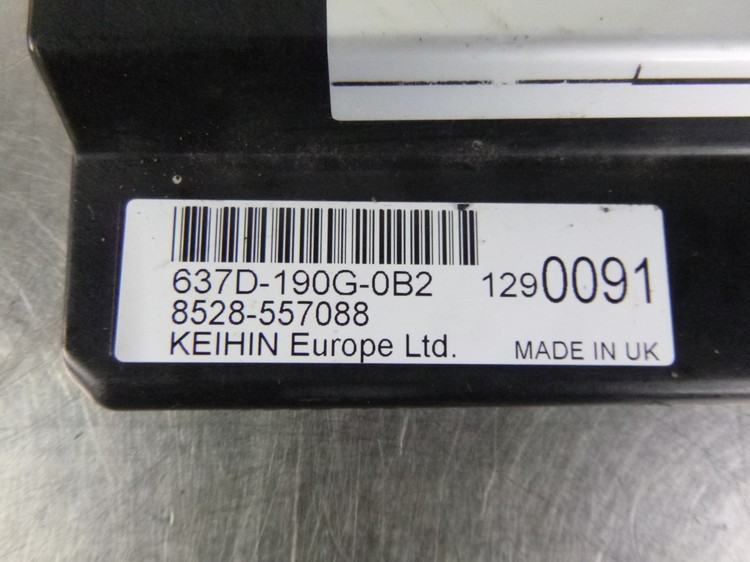 637D-190G-0B2 1290091
8528-557088
KEIHIN Europe Ltd. MADE IN UK